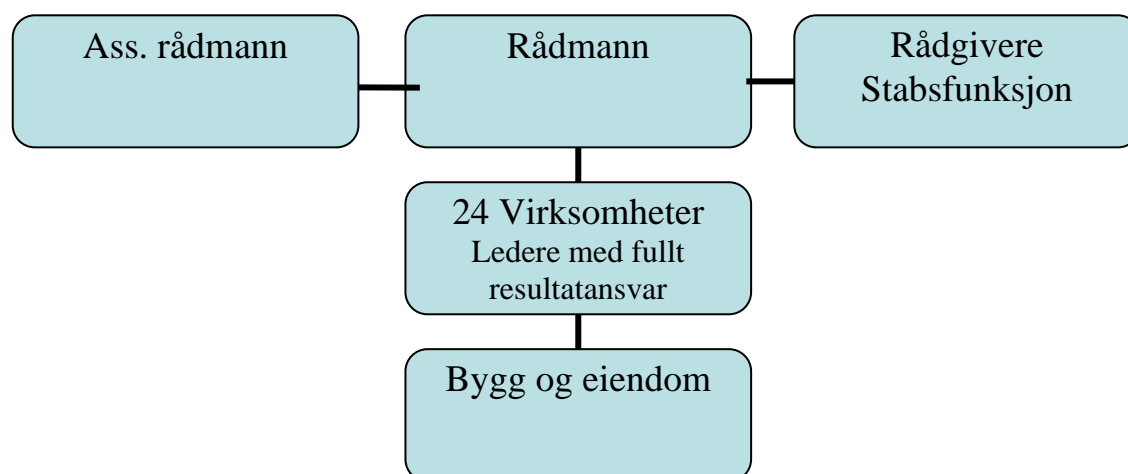 Ass. rådmann
Rådmann
Rådgivere
Stabsfunksjon
24 Virksomheter
Ledere med fullt
resultatansvar
Bygg og eiendom